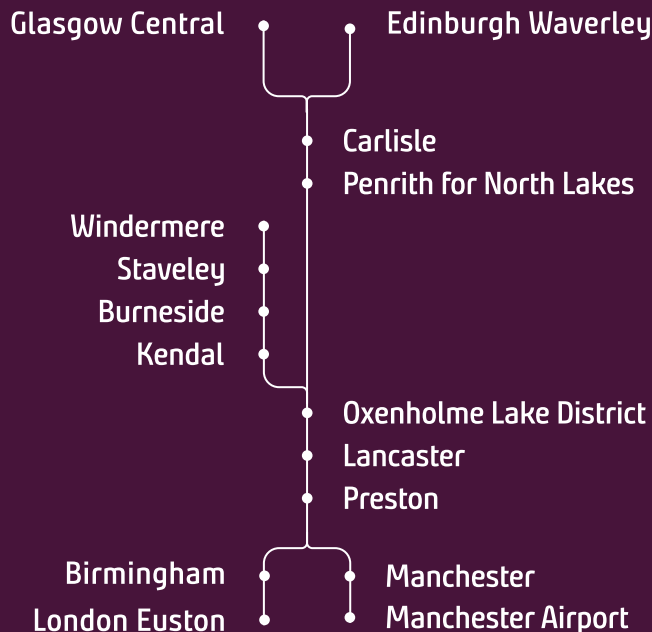 Glasgow Central
Edinburgh Waverley
Carlisle
Penrith for North Lakes
Windermere
Staveley
Burneside
Kendal
Oxenholme Lake District
Lancaster
Preston
Birmingham
Manchester
London Euston
Manchester Airport